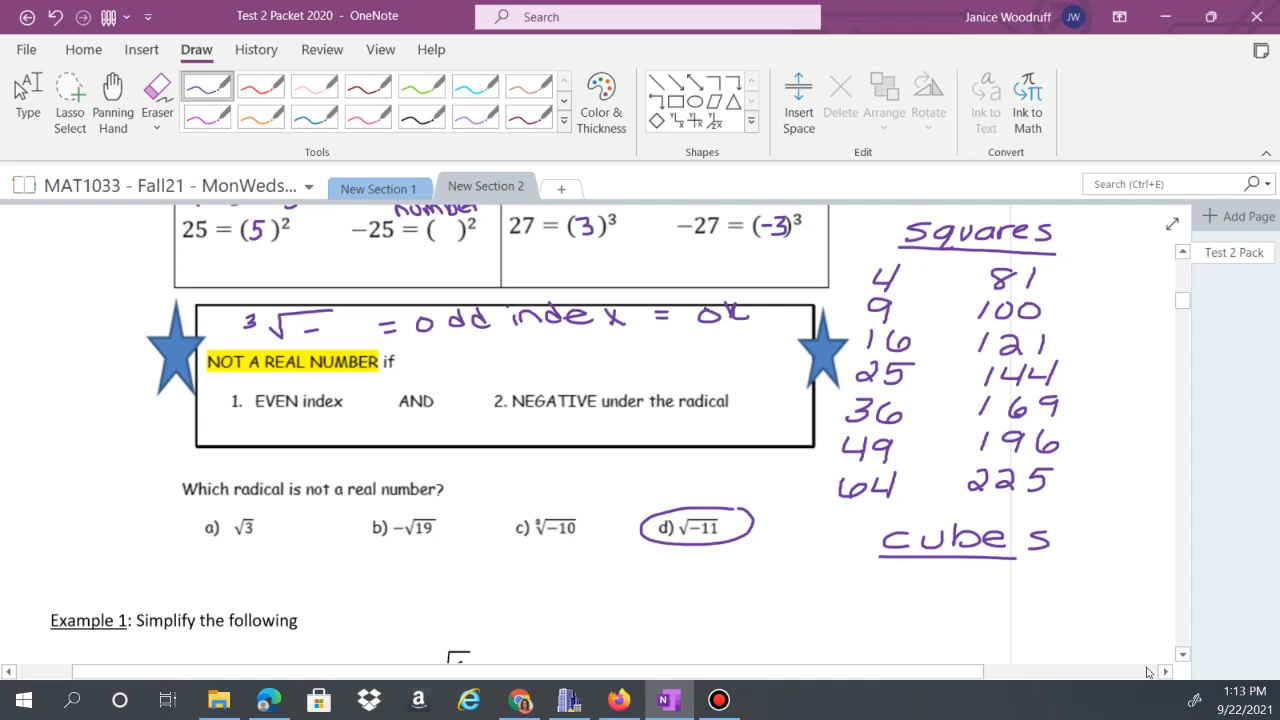 Test 2 Packet 2020 - OneNote
Search
Janice Woodruff JW
File Home Insert Draw History Review View Help
Type
Lasso Select
Panning Hand
Eraser
Color & Thickness
Insert Space
Delete
Arrange
Rotate
Ink to Text
Ink to Math
Tools
Shapes
Edit
Convert
MAT1033 - Fall21 - MonWeds...
New Section 1
New Section 2
Search (Ctrl+E)
Add Page
Test 2 Pack
number
25 = (5)² -25 = ( )² 27 = (3)³ -27 = (-3)³
³√- = odd index = ok
NOT A REAL NUMBER if
1. EVEN index AND 2. NEGATIVE under the radical
Which radical is not a real number?
a) √3 b) -√19 c) ∛-10 d) √-11
Example 1: Simplify the following
squares
4 81
9 100
16 121
25 144
36 169
49 196
64 225
cubes
1:13 PM
9/22/2021